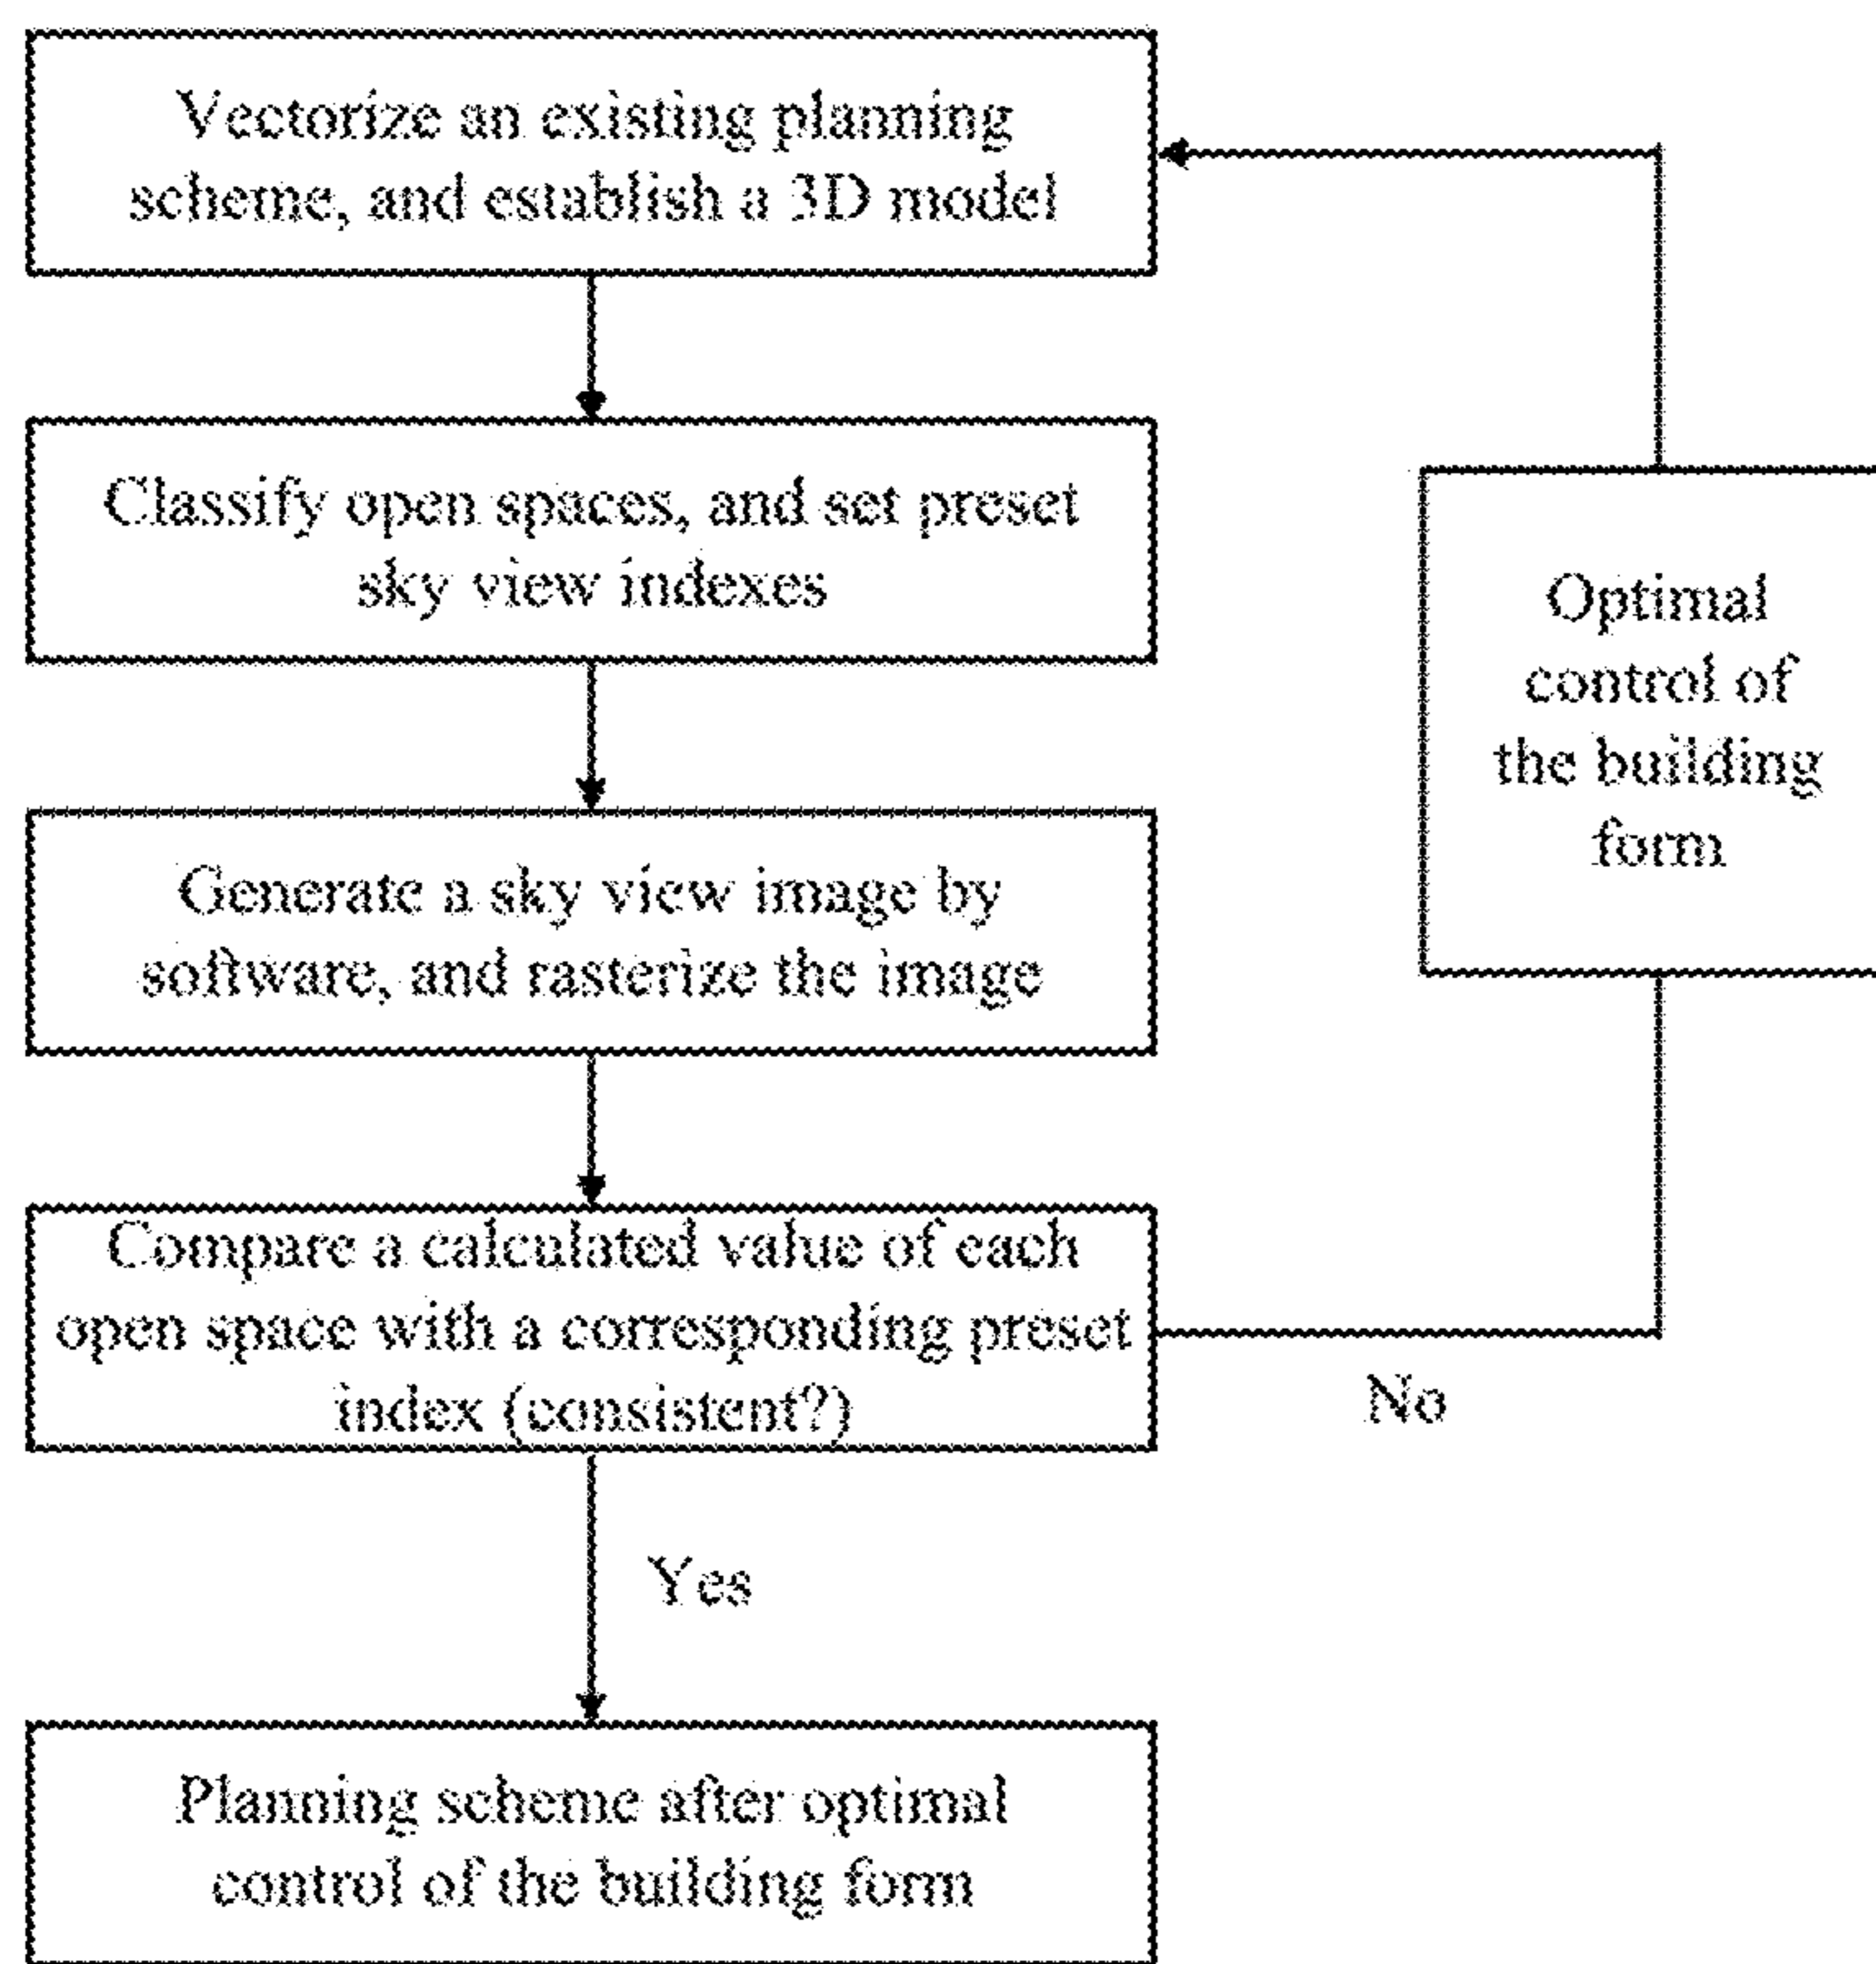 Vectorize an existing planning
scheme, and establish a 3D model
Classify open spaces, and set preset
sky view indexes
Generate a sky view image by
software, and rasterize the image
Compare a calculated value of each
open space with a corresponding preset
index (consistent?)
No
Optimal
control of
the building
form
Yes
Planning scheme after optimal
control of the building form